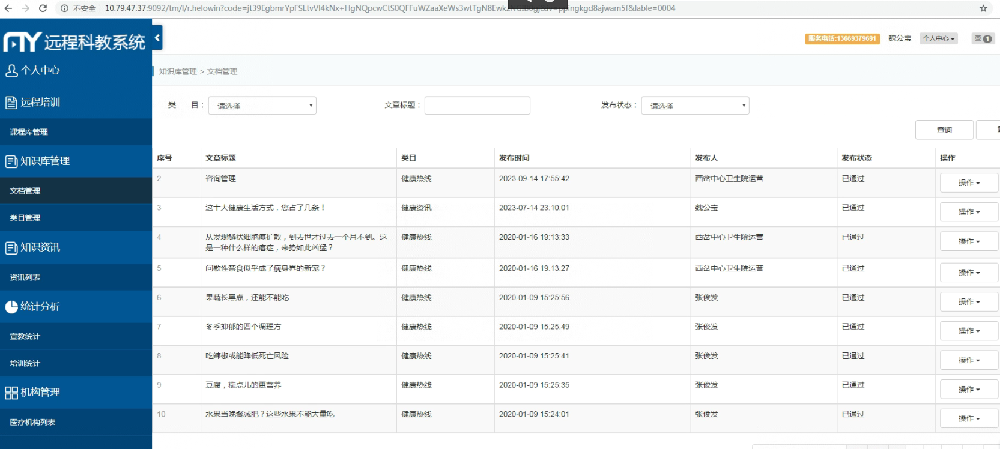 不安全 10.79.47.37:9092/tm/l/r.helowin?code=jt39EgbmrYpFSLtvVl4kNx+HgNQpcwCtS0QFFuWZaaXeWs3wtTgN8Ewkz
ppingkgd8ajwam5f&lable=0004
远程科教系统
服务电话:13669379691 魏公宝 个人中心 1
个人中心
知识库管理 > 文档管理
远程培训
类 目： 请选择 文章标题： 发布状态： 请选择
课程库管理
查询
知识库管理
序号 文章标题 类目 发布时间 发布人 发布状态 操作
2 咨询管理 健康热线 2023-09-14 17:55:42 西岔中心卫生院运营 已通过 操作
文档管理
3 这十大健康生活方式，您占了几条！ 健康资讯 2023-07-14 23:10:01 魏公宝 已通过 操作
类目管理
4 从发现鳞状细胞癌扩散，到去世才过去一个月不到。这 健康热线 2020-01-16 19:13:33 西岔中心卫生院运营 已通过 操作
是一种什么样的癌症，来势如此凶猛？
知识资讯
5 间歇性禁食似乎成了瘦身界的新宠？ 健康热线 2020-01-16 19:13:27 西岔中心卫生院运营 已通过 操作
资讯列表
6 果蔬长黑点，还能不能吃 健康热线 2020-01-09 15:25:56 张俊发 已通过 操作
统计分析
7 冬季抑郁的四个调理方 健康热线 2020-01-09 15:25:49 张俊发 已通过 操作
宣教统计
8 吃辣椒或能降低死亡风险 健康热线 2020-01-09 15:25:41 张俊发 已通过 操作
培训统计
9 豆腐，糙点儿的更营养 健康热线 2020-01-09 15:25:35 张俊发 已通过 操作
机构管理
10 水果当晚餐减肥？这些水果不能大量吃 健康热线 2020-01-09 15:24:01 张俊发 已通过 操作
医疗机构列表